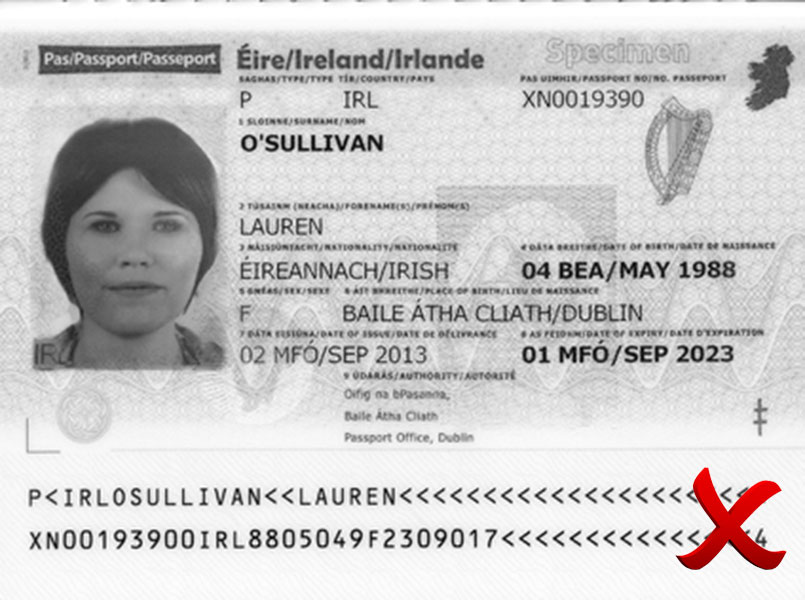 Pas/Passport/Passeport
Éire/Ireland/Irlande
Specimen
SAGHAS/TYPE/TYPE TÍR/COUNTRY/PAYS
PAS UIMHIR/PASSPORT NO/NO. PASSEPORT
P IRL
XN0019390
1 SLOINNE/SURNAME/NOM
O'SULLIVAN
2 TÚSAINM (NEACHA)/FORENAME(S)/PRÉNOM(S)
LAUREN
3 NÁISIÚNTACHT/NATIONALITY/NATIONALITÉ
4 DÁTA BREITHE/DATE OF BIRTH/DATE DE NAISSANCE
ÉIREANNACH/IRISH
04 BEA/MAY 1988
5 GNÉAS/SEX/SEXE 6 ÁIT BHREITHE/PLACE OF BIRTH/LIEU DE NAISSANCE
F BAILE ÁTHA CLIATH/DUBLIN
7 DÁTA EISIÚNA/DATE OF ISSUE/DATE DE DÉLIVRANCE
8 AS FEIDHM/DATE OF EXPIRY/DATE D'EXPIRATION
02 MFÓ/SEP 2013
01 MFÓ/SEP 2023
9 ÚDARÁS/AUTHORITY/AUTORITÉ
Oifig na bPasanna,
Baile Átha Cliath
Passport Office, Dublin
IRL
P<IRLOSULLIVAN<<LAUREN<<<<<<<<<<<<<<<<<<<<<<
XN00193900IRL8805049F2309017<<<<<<<<<<<<<<4